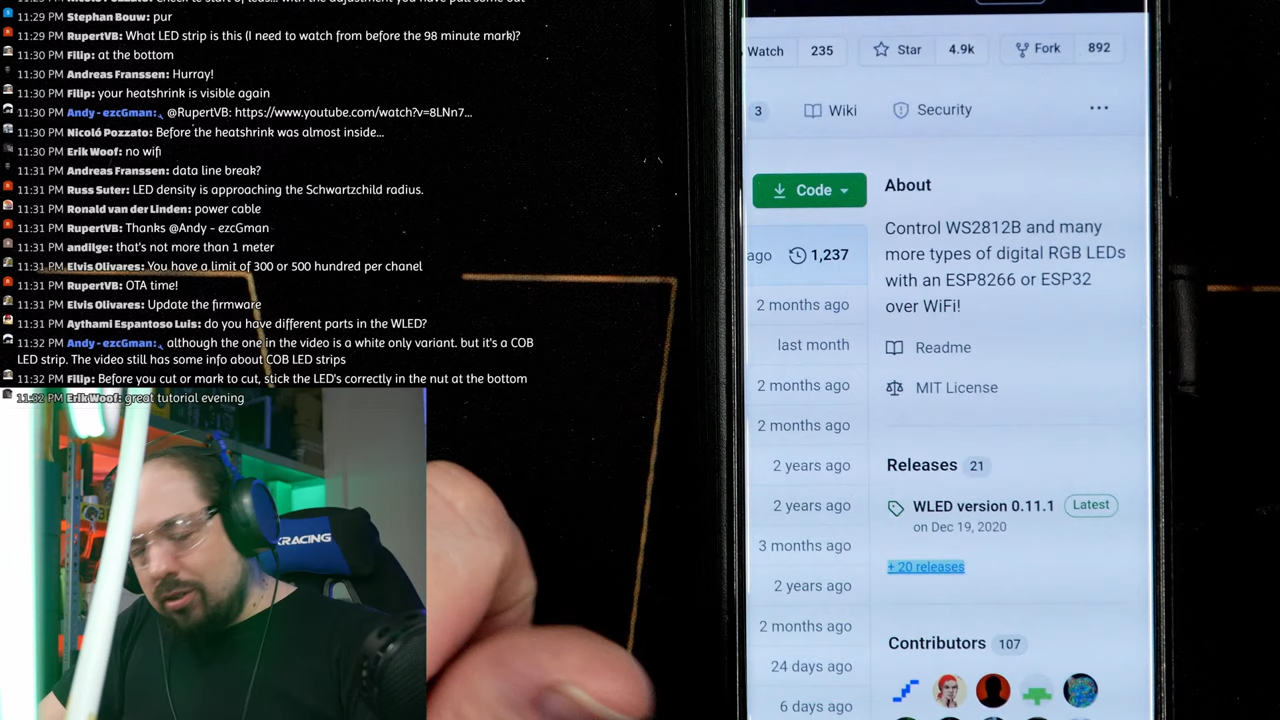 Stephan Bouw: pur
11:29 PM RupertVB: What LED strip is this (I need to watch from before the 98 minute mark)?
11:30 PM Filip: at the bottom
11:30 PM Andreas Franssen: Hurray!
11:30 PM Filip: your heatshrink is visible again
11:30 PM Andy - ezcGman: @RupertVB: https://www.youtube.com/watch?v=8LNn7...
11:30 PM Nicoló Pozzato: Before the heatshrink was almost inside...
11:30 PM Erik Woof: no wifi
11:31 PM Andreas Franssen: data line break?
11:31 PM Russ Suter: LED density is approaching the Schwartzchild radius.
11:31 PM Ronald van der Linden: power cable
11:31 PM RupertVB: Thanks @Andy - ezcGman
11:31 PM andilge: that's not more than 1 meter
11:31 PM Elvis Olivares: You have a limit of 300 or 500 hundred per chanel
11:31 PM RupertVB: OTA time!
11:31 PM Elvis Olivares: Update the firmware
11:31 PM Aythami Espantoso Luis: do you have different parts in the WLED?
11:32 PM Andy - ezcGman: although the one in the video is a white only variant. but it's a COB
LED strip. The video still has some info about COB LED strips
11:32 PM Filip: Before you cut or mark to cut, stick the LED's correctly in the nut at the bottom
11:32 PM Erik Woof: great tutorial evening
RACING
Watch 235 Star 4.9k Fork 892
3 Wiki Security ...
Code
ago 1,237
2 months ago
last month
2 months ago
2 months ago
2 years ago
2 years ago
3 months ago
2 years ago
2 months ago
24 days ago
6 days ago
About
Control WS2812B and many
more types of digital RGB LEDs
with an ESP8266 or ESP32
over WiFi!
Readme
MIT License
Releases 21
WLED version 0.11.1 Latest
on Dec 19, 2020
+ 20 releases
Contributors 107